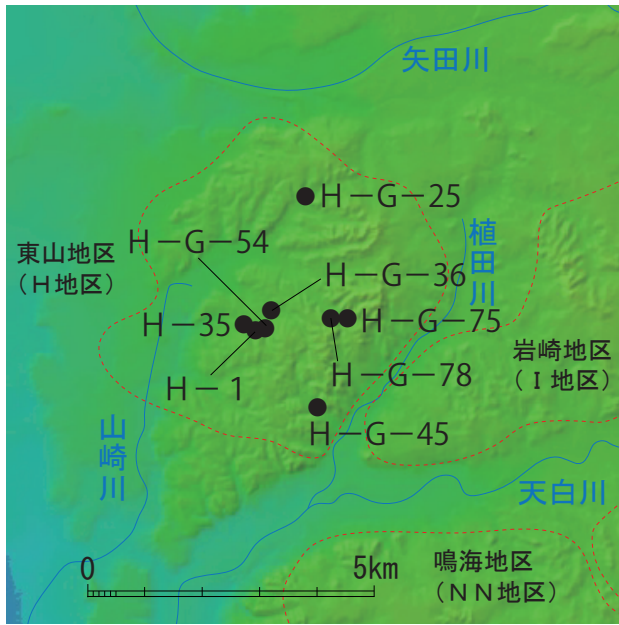 矢田川
H－G－25
東山地区
（H地区）
H－G－54
H－G－36
植田川
H－35
H－G－75
岩崎地区
（I地区）
H－1
H－G－78
H－G－45
山崎川
天白川
0 5km
鳴海地区
（NN地区）